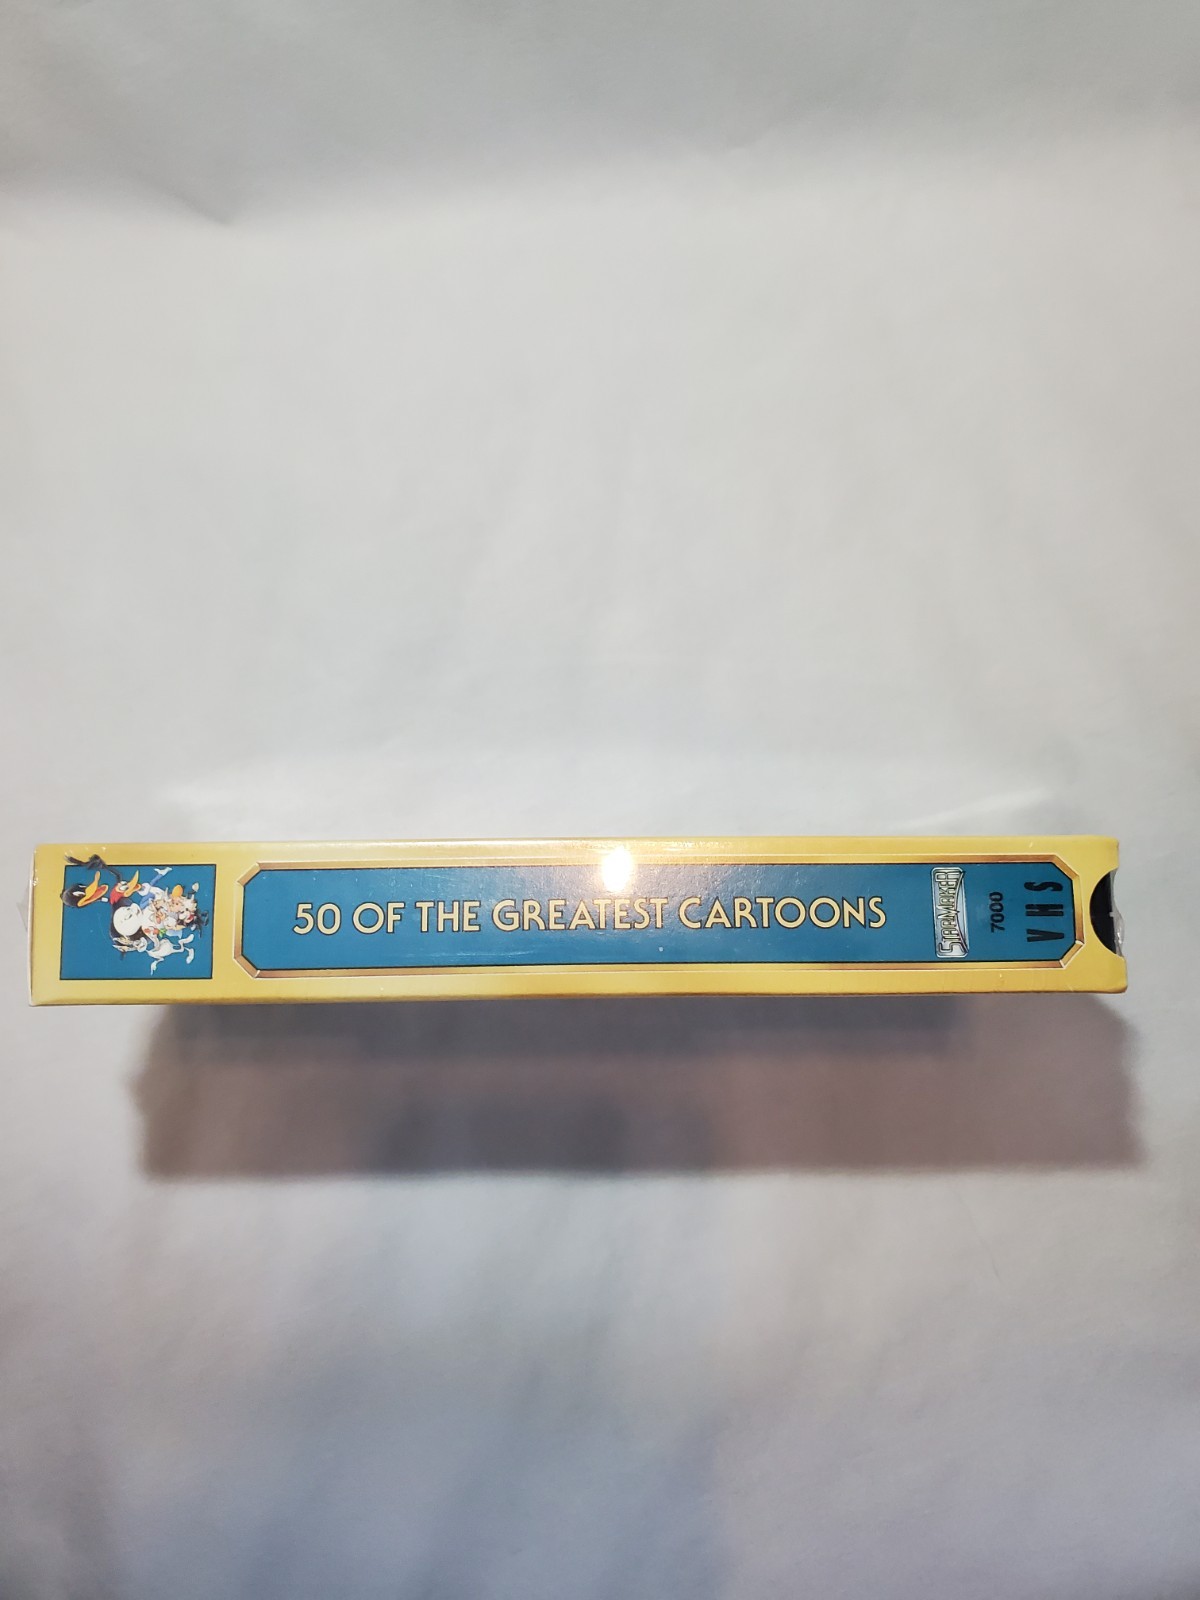 50 OF THE GREATEST CARTOONS
STARMAKER
7000
VHS